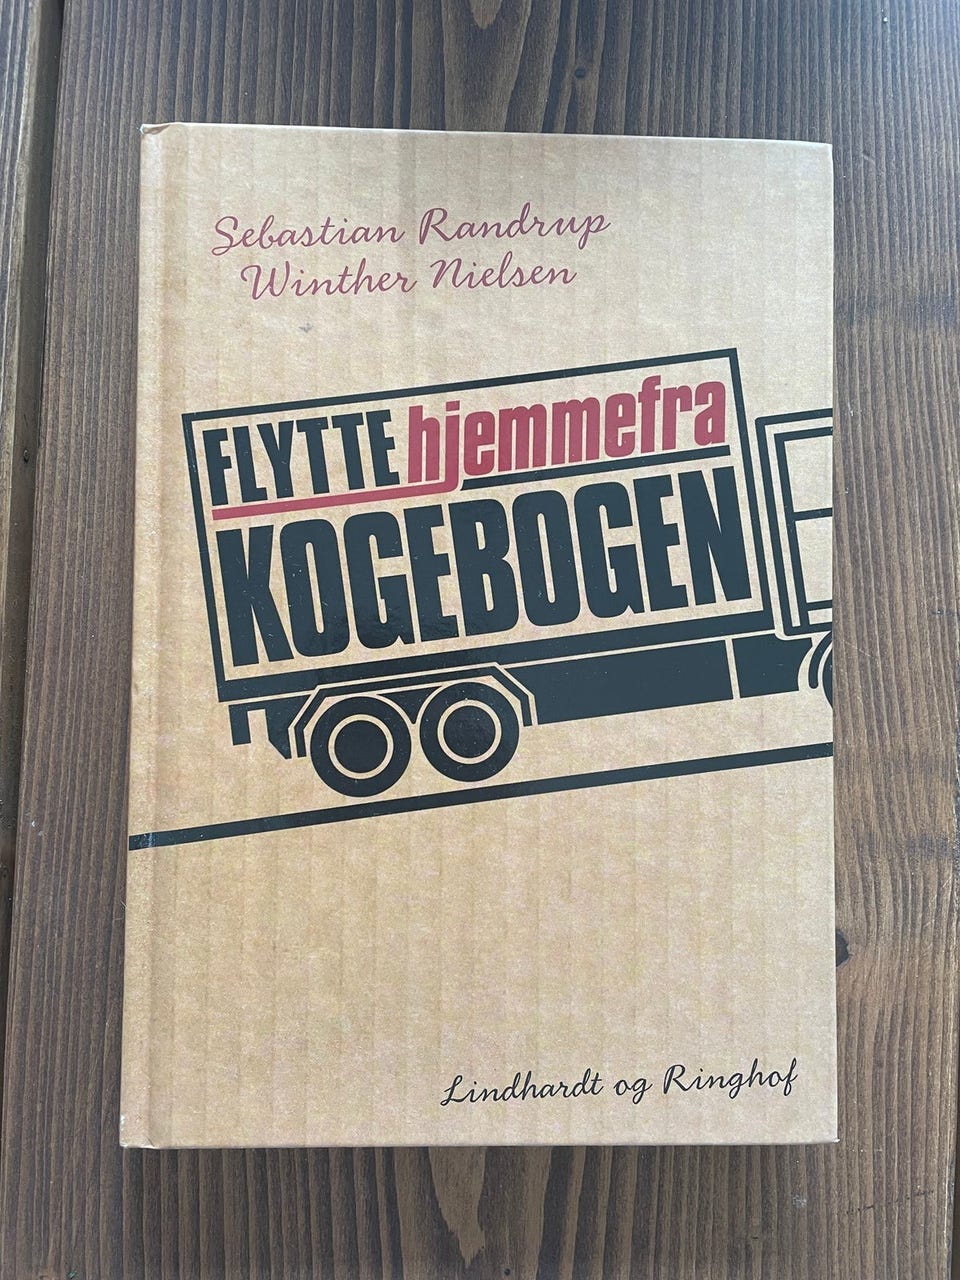 Sebastian Randrup
Winther Nielsen
FLYTTE hjemmefra
KOGEBOGEN
Lindhardt og Ringhof